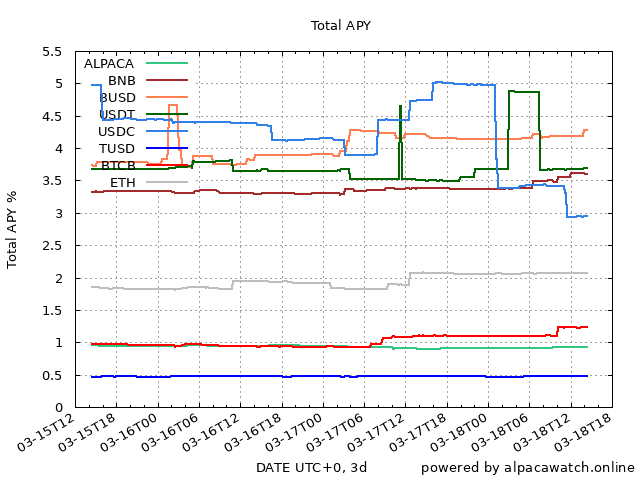 Total APY
5.5
5
4.5
4
3.5
3
2.5
2
1.5
1
0.5
0
Total APY %
ALPACA
BNB
BUSD
USDT
USDC
TUSD
BTCB
ETH
03-15T12
03-15T18
03-16T00
03-16T06
03-16T12
03-16T18
03-17T00
03-17T06
03-17T12
03-17T18
03-18T00
03-18T06
03-18T12
03-18T18
DATE UTC+0, 3d
powered by alpacawatch.online